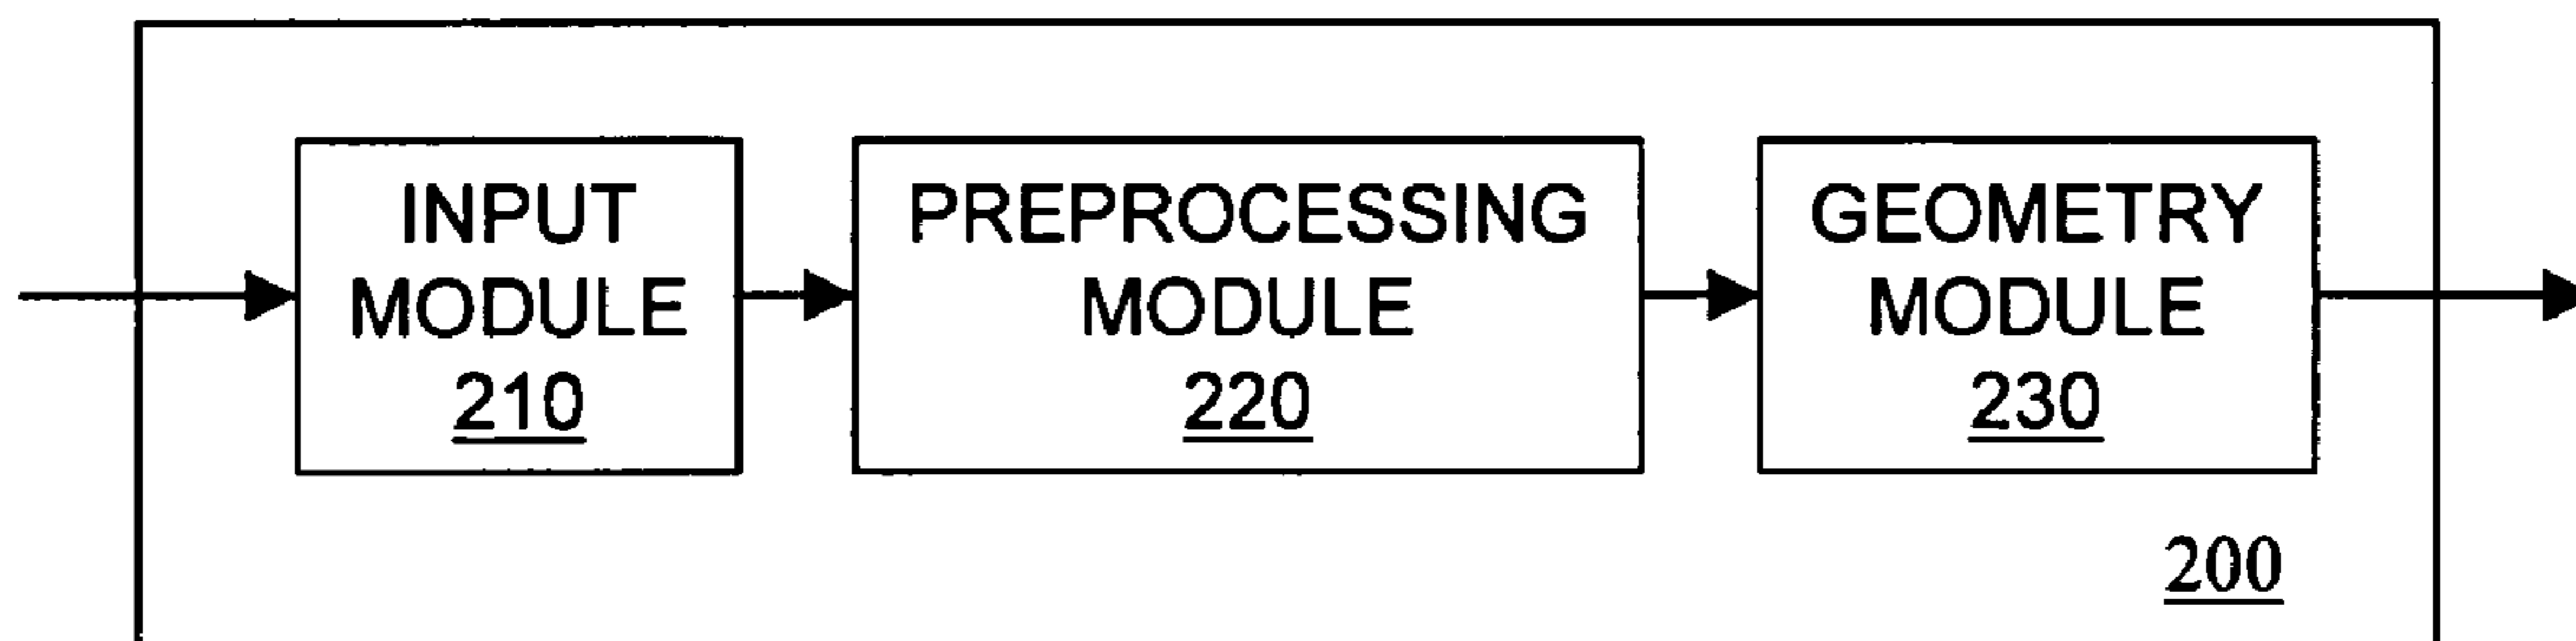 INPUT
MODULE
210
PREPROCESSING
MODULE
220
GEOMETRY
MODULE
230
200